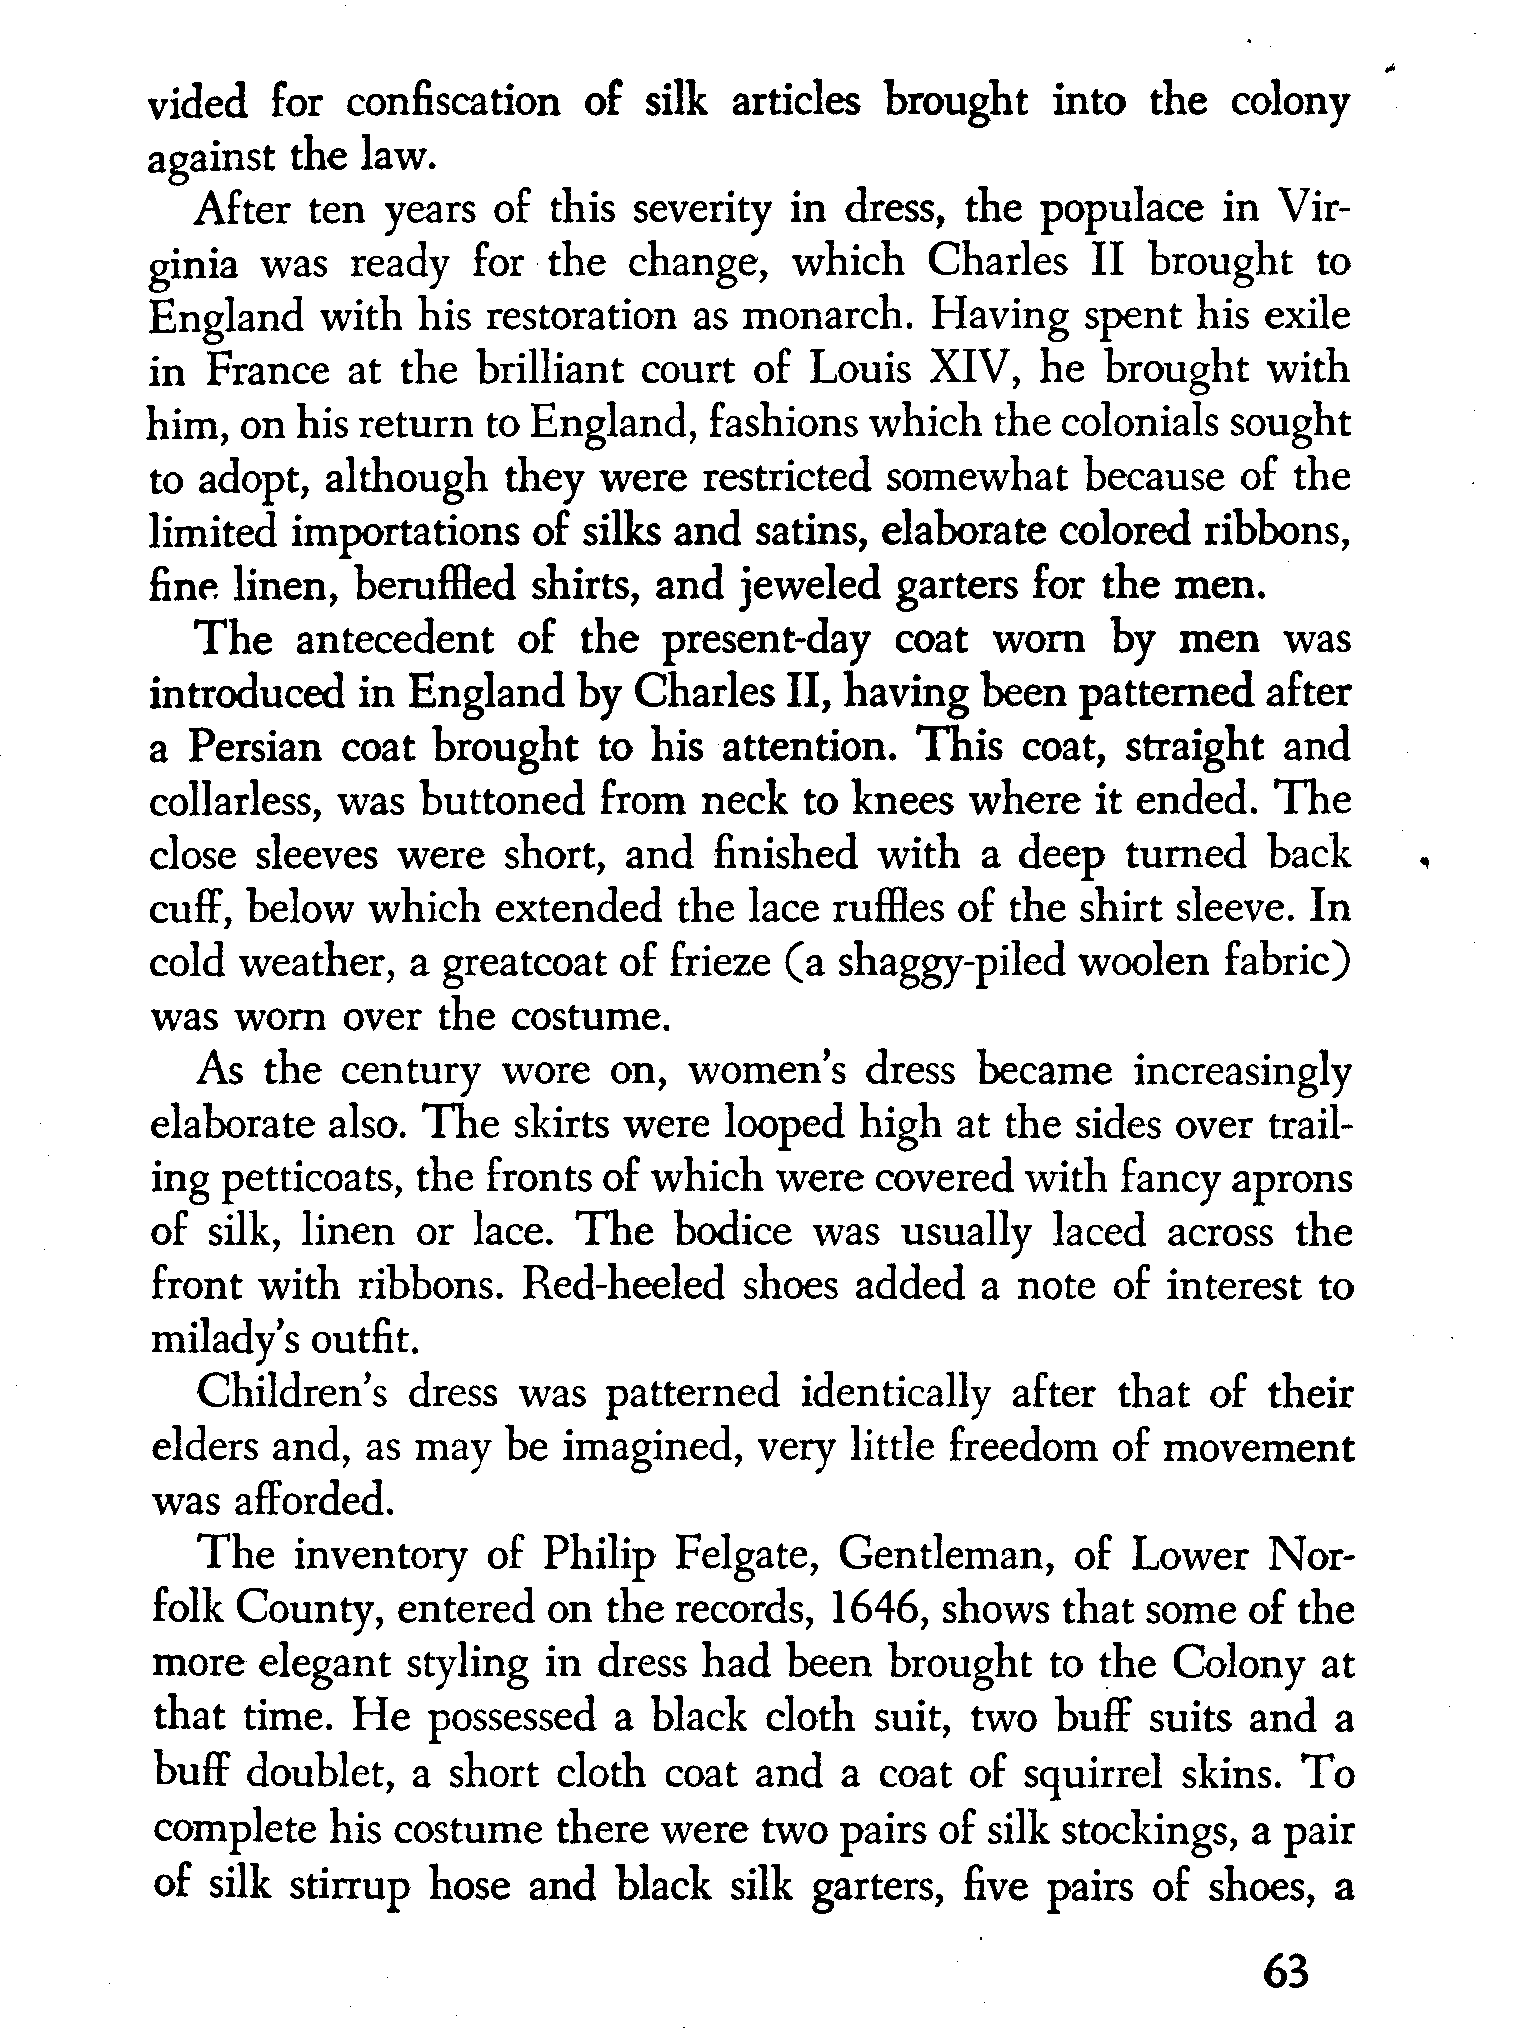 vided for confiscation of silk articles brought into the colony
against the law.
After ten years of this severity in dress, the populace in Vir-
ginia was ready for the change, which Charles II brought to
England with his restoration as monarch. Having spent his exile
in France at the brilliant court of Louis XIV, he brought with
him, on his return to England, fashions which the colonials sought
to adopt, although they were restricted somewhat because of the
limited importations of silks and satins, elaborate colored ribbons,
fine linen, beruffled shirts, and jeweled garters for the men.
The antecedent of the present-day coat worn by men was
introduced in England by Charles II, having been patterned after
a Persian coat brought to his attention. This coat, straight and
collarless, was buttoned from neck to knees where it ended. The
close sleeves were short, and finished with a deep turned back
cuff, below which extended the lace ruffles of the shirt sleeve. In
cold weather, a greatcoat of frieze (a shaggy-piled woolen fabric)
was worn over the costume.
As the century wore on, women's dress became increasingly
elaborate also. The skirts were looped high at the sides over trail-
ing petticoats, the fronts of which were covered with fancy aprons
of silk, linen or lace. The bodice was usually laced across the
front with ribbons. Red-heeled shoes added a note of interest to
milady's outfit.
Children's dress was patterned identically after that of their
elders and, as may be imagined, very little freedom of movement
was afforded.
The inventory of Philip Felgate, Gentleman, of Lower Nor-
folk County, entered on the records, 1646, shows that some of the
more elegant styling in dress had been brought to the Colony at
that time. He possessed a black cloth suit, two buff suits and a
buff doublet, a short cloth coat and a coat of squirrel skins. To
complete his costume there were two pairs of silk stockings, a pair
of silk stirrup hose and black silk garters, five pairs of shoes, a
63